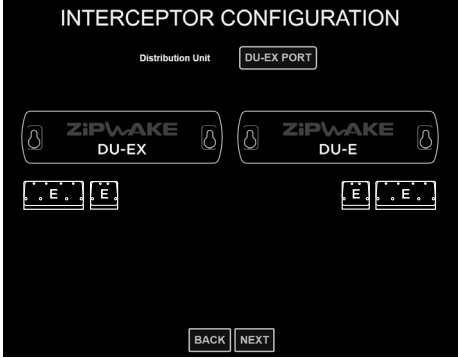 INTERCEPTOR CONFIGURATION
Distribution Unit DU-EX PORT
ZIPWAKE ZIPWAKE
DU-EX DU-E
E E E E
BACK NEXT